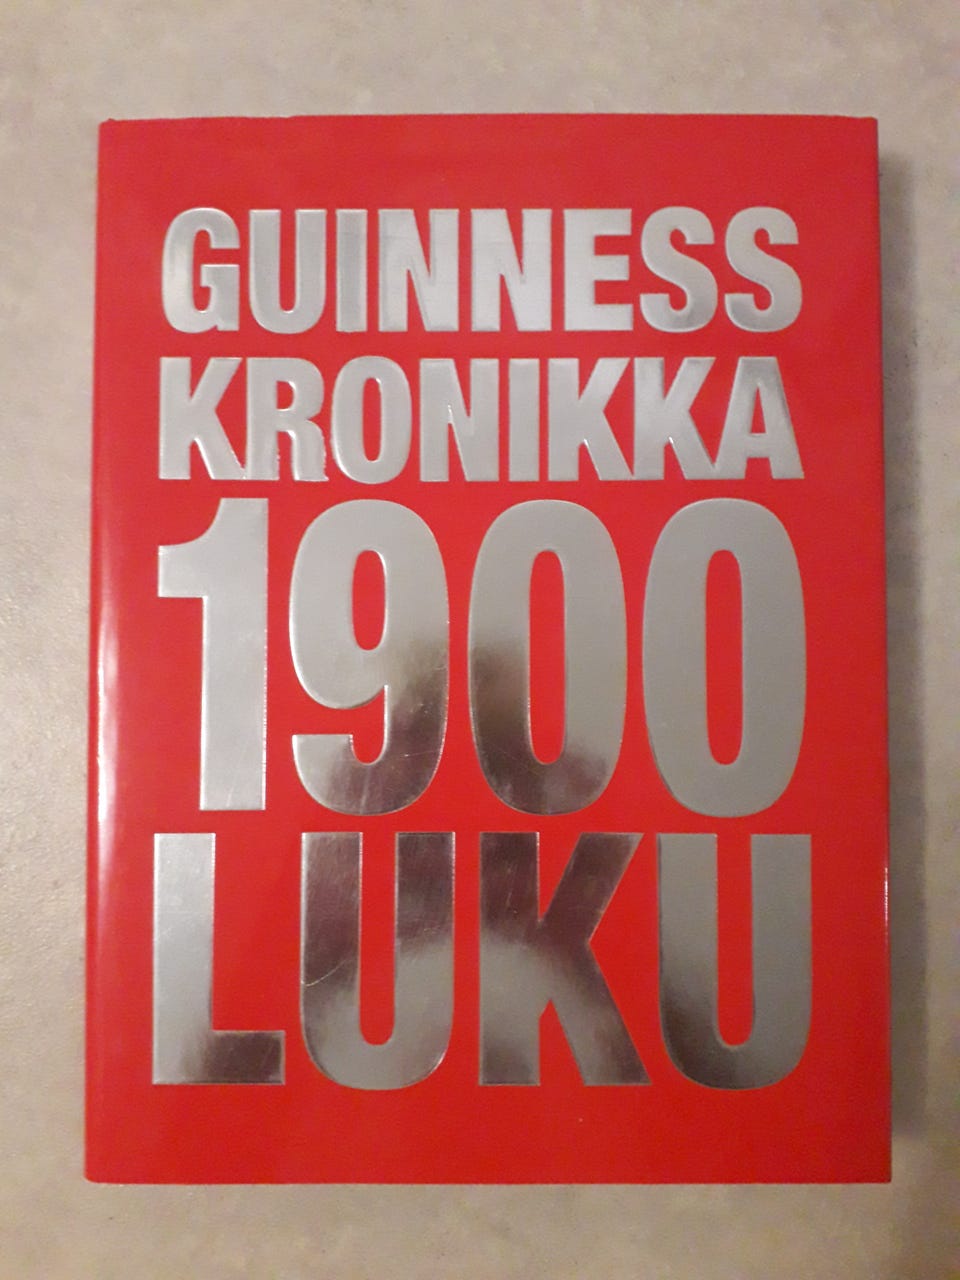 GUINNESS
KRONIKKA
1900
LUKU